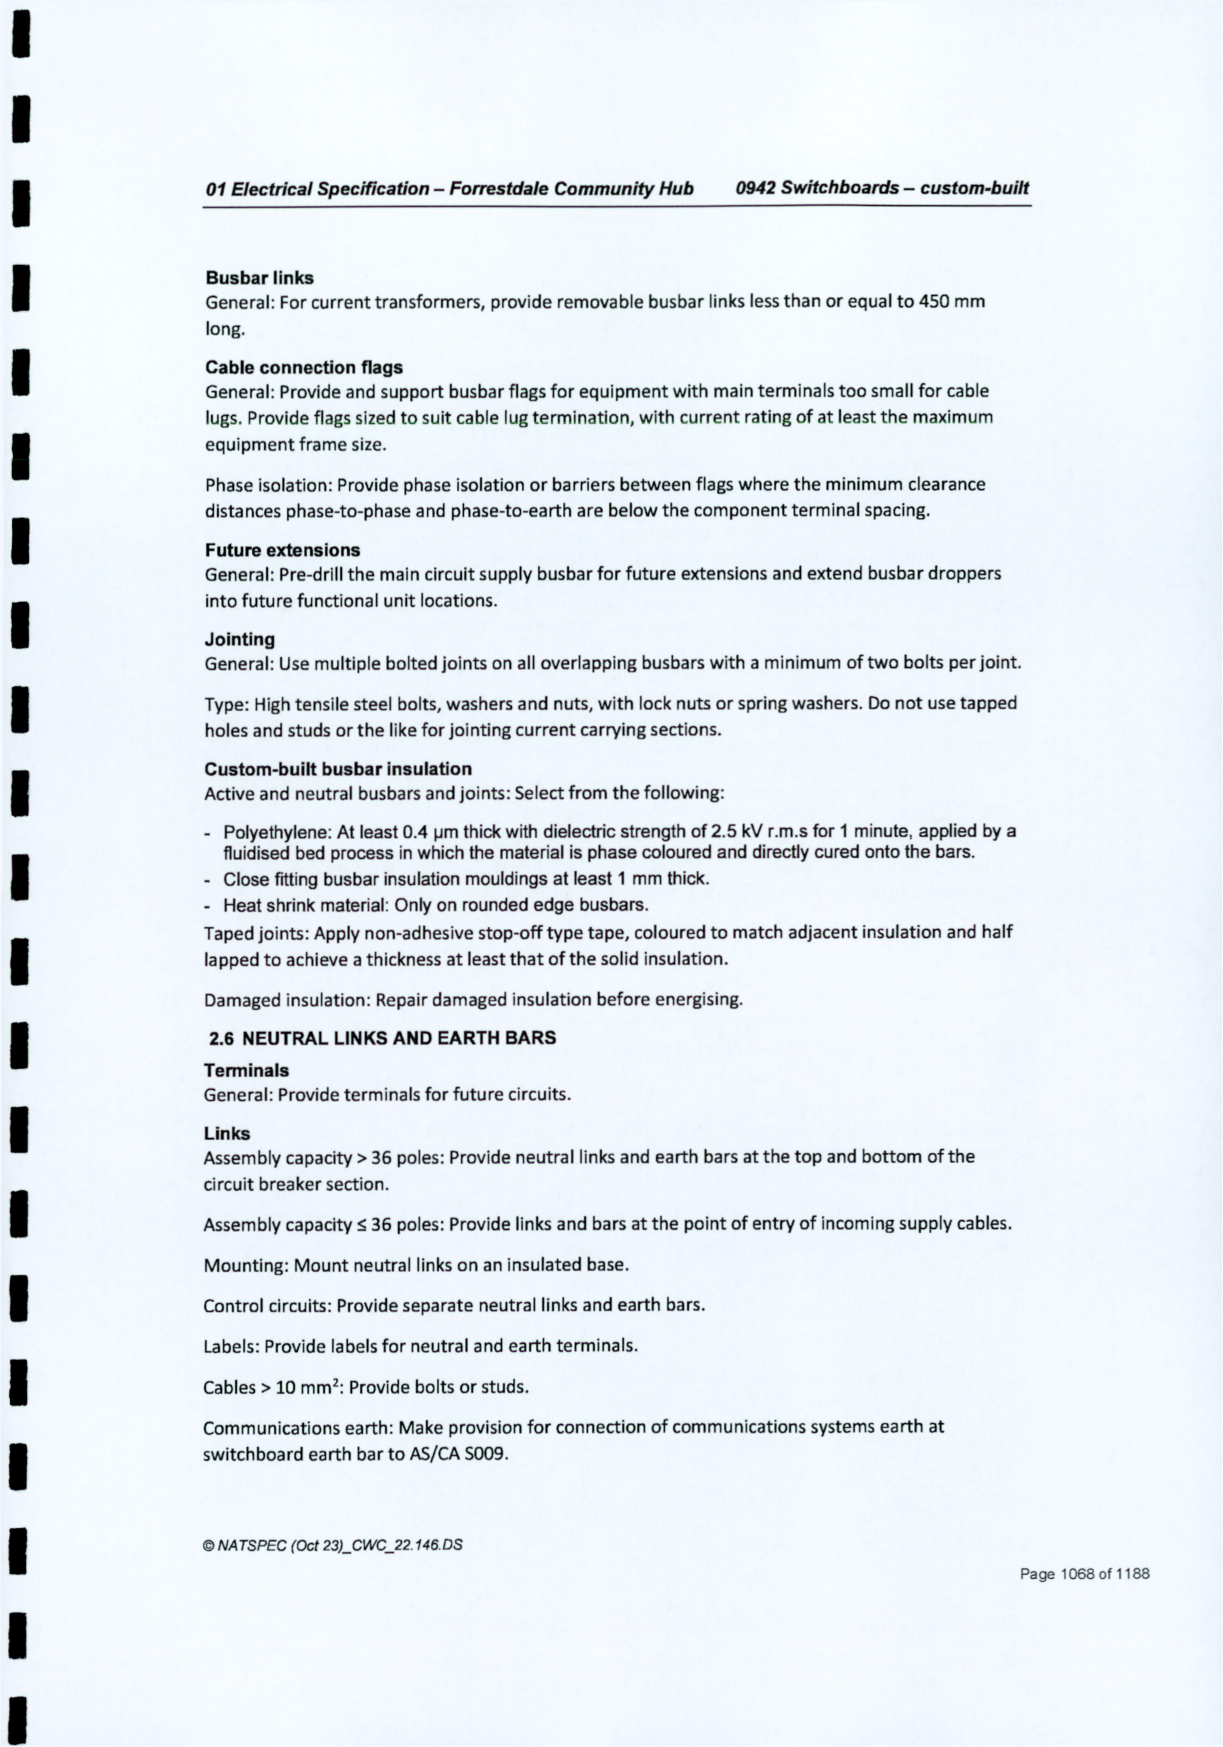 01 Electrical Specification – Forrestdale Community Hub 0942 Switchboards – custom-built
Busbar links
General: For current transformers, provide removable busbar links less than or equal to 450 mm
long.
Cable connection flags
General: Provide and support busbar flags for equipment with main terminals too small for cable
lugs. Provide flags sized to suit cable lug termination, with current rating of at least the maximum
equipment frame size.
Phase isolation: Provide phase isolation or barriers between flags where the minimum clearance
distances phase-to-phase and phase-to-earth are below the component terminal spacing.
Future extensions
General: Pre-drill the main circuit supply busbar for future extensions and extend busbar droppers
into future functional unit locations.
Jointing
General: Use multiple bolted joints on all overlapping busbars with a minimum of two bolts per joint.
Type: High tensile steel bolts, washers and nuts, with lock nuts or spring washers. Do not use tapped
holes and studs or the like for jointing current carrying sections.
Custom-built busbar insulation
Active and neutral busbars and joints: Select from the following:
- Polyethylene: At least 0.4 µm thick with dielectric strength of 2.5 kV r.m.s for 1 minute, applied by a
fluidised bed process in which the material is phase coloured and directly cured onto the bars.
- Close fitting busbar insulation mouldings at least 1 mm thick.
- Heat shrink material: Only on rounded edge busbars.
Taped joints: Apply non-adhesive stop-off type tape, coloured to match adjacent insulation and half
lapped to achieve a thickness at least that of the solid insulation.
Damaged insulation: Repair damaged insulation before energising.
2.6 NEUTRAL LINKS AND EARTH BARS
Terminals
General: Provide terminals for future circuits.
Links
Assembly capacity > 36 poles: Provide neutral links and earth bars at the top and bottom of the
circuit breaker section.
Assembly capacity ≤ 36 poles: Provide links and bars at the point of entry of incoming supply cables.
Mounting: Mount neutral links on an insulated base.
Control circuits: Provide separate neutral links and earth bars.
Labels: Provide labels for neutral and earth terminals.
Cables > 10 mm²: Provide bolts or studs.
Communications earth: Make provision for connection of communications systems earth at
switchboard earth bar to AS/CA S009.
© NATSPEC (Oct 23)_CWC_22.146.DS
Page 1068 of 1188